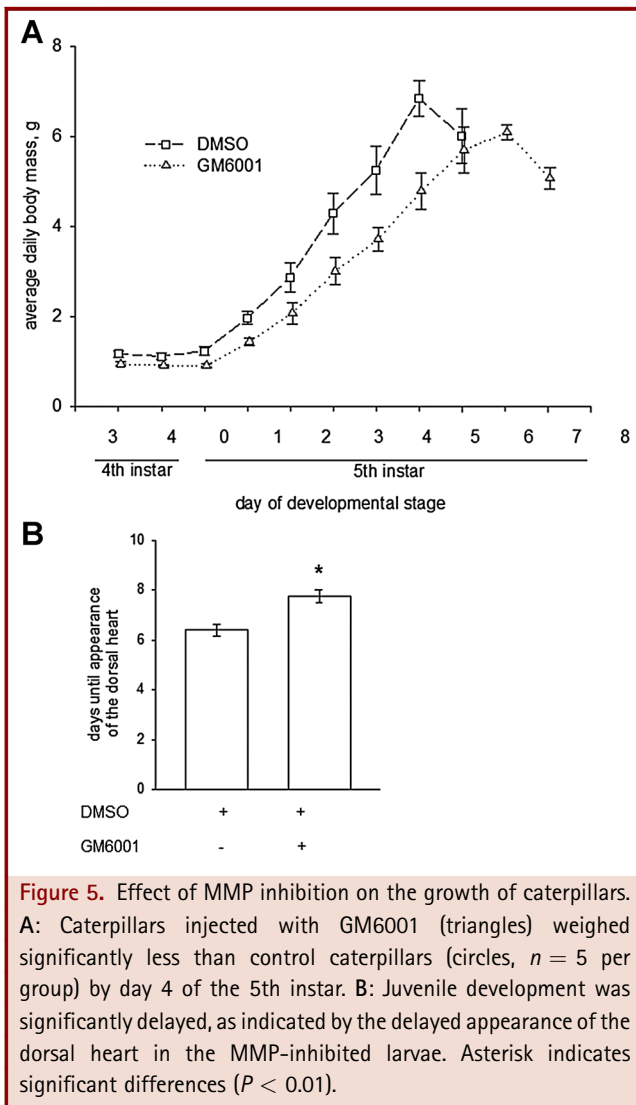 A
8
6
4
2
0
average daily body mass, g
DMSO
GM6001
3 4 0 1 2 3 4 5 6 7 8
4th instar 5th instar
day of developmental stage
B
10
8
6
4
2
0
days until appearance
of the dorsal heart
*
DMSO + +
GM6001 - +
Figure 5. Effect of MMP inhibition on the growth of caterpillars.
A: Caterpillars injected with GM6001 (triangles) weighed
significantly less than control caterpillars (circles, n = 5 per
group) by day 4 of the 5th instar. B: Juvenile development was
significantly delayed, as indicated by the delayed appearance of the
dorsal heart in the MMP-inhibited larvae. Asterisk indicates
significant differences (P < 0.01).